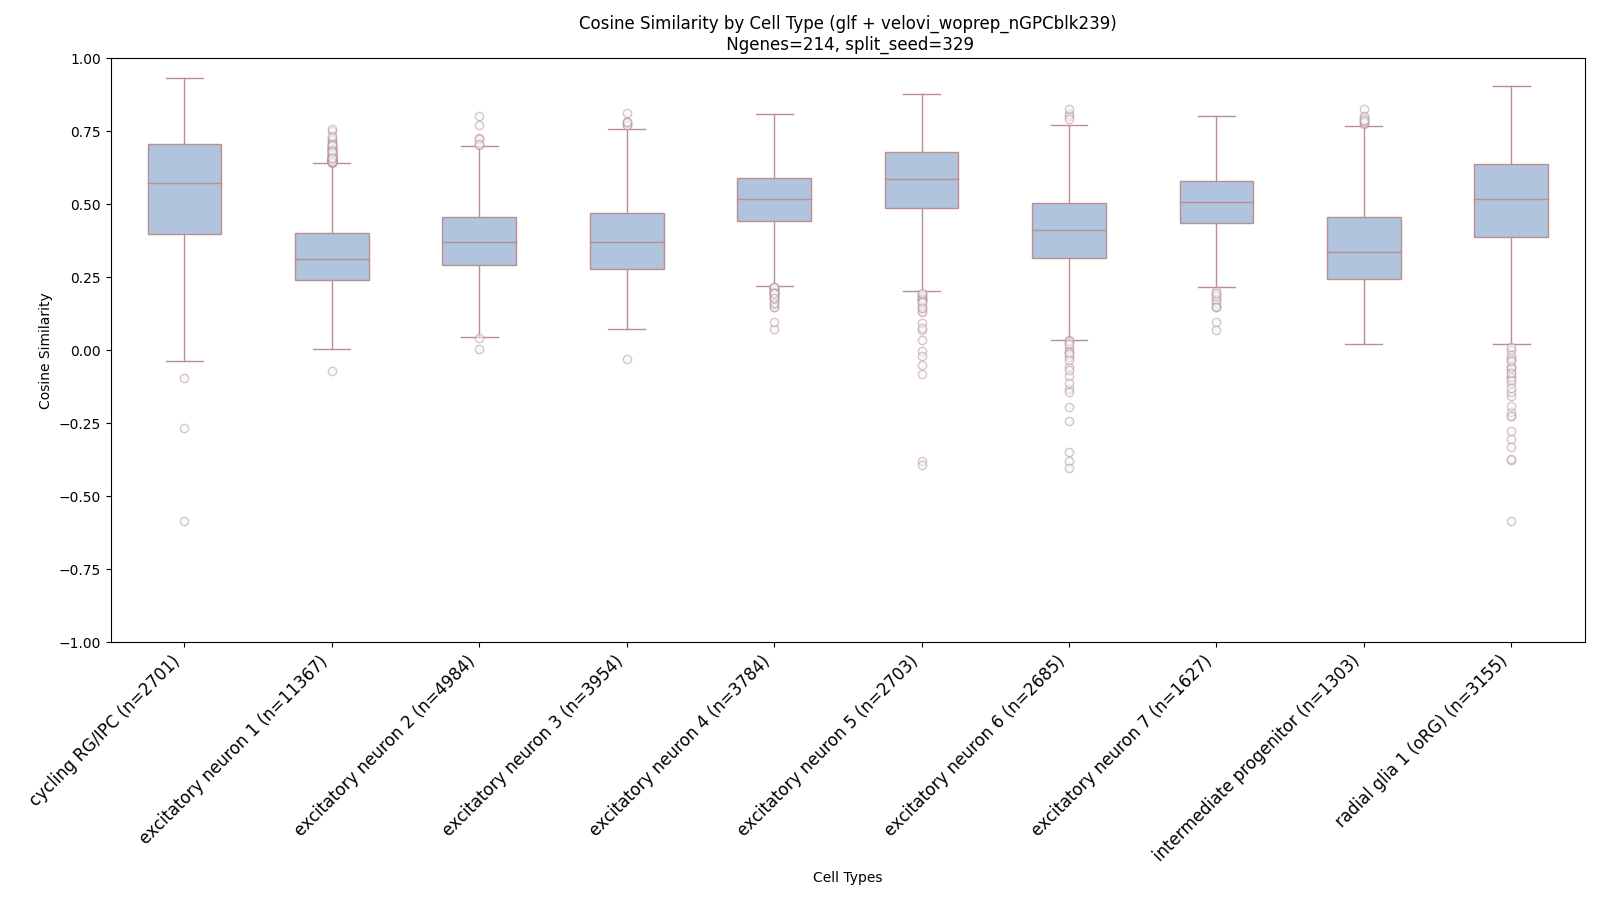 Cosine Similarity by Cell Type (glf + velovi_woprep_nGPCblk239)
Ngenes=214, split_seed=329
1.00
0.75
0.50
0.25
0.00
−0.25
−0.50
−0.75
−1.00
Cosine Similarity
cycling RG/IPC (n=2701)
excitatory neuron 1 (n=11367)
excitatory neuron 2 (n=4984)
excitatory neuron 3 (n=3954)
excitatory neuron 4 (n=3784)
excitatory neuron 5 (n=2703)
excitatory neuron 6 (n=2685)
excitatory neuron 7 (n=1627)
intermediate progenitor (n=1303)
radial glia 1 (oRG) (n=3155)
Cell Types